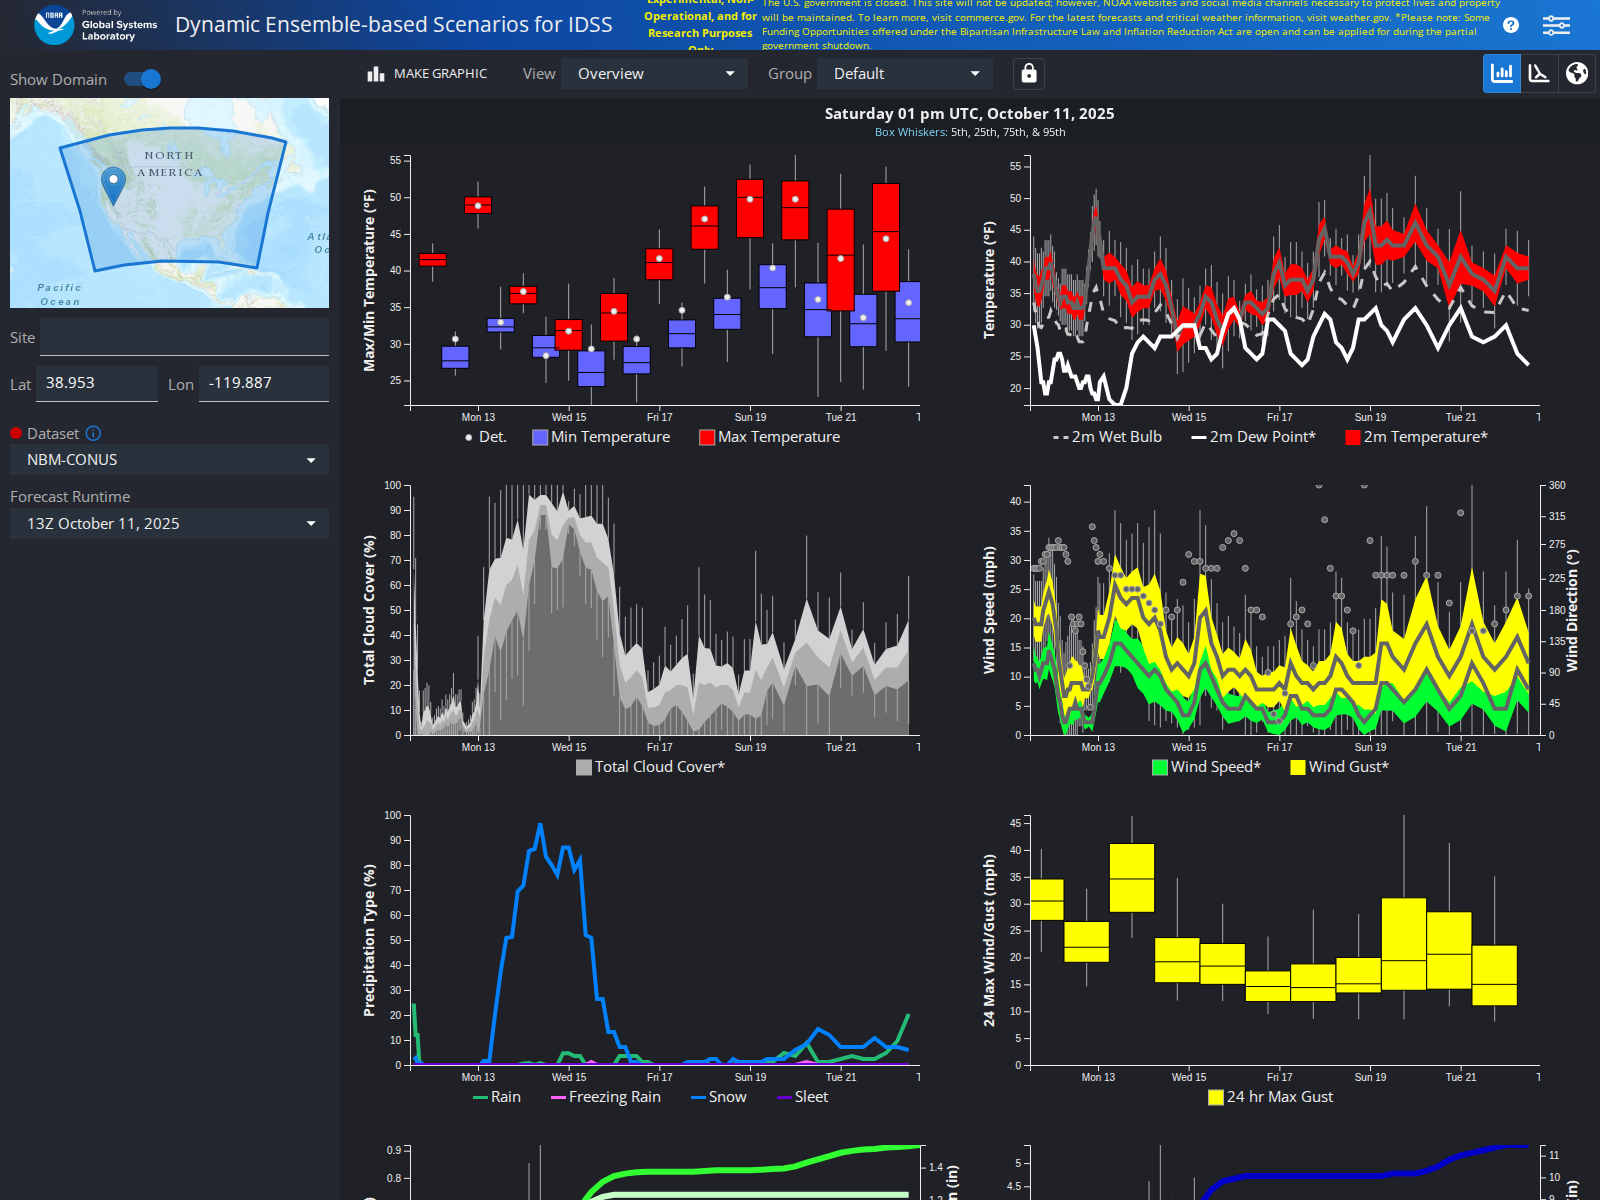 NOAA
Powered by
Global Systems
Laboratory
Dynamic Ensemble-based Scenarios for IDSS
Experimental, Non-
Operational, and for
Research Purposes
Only
The U.S. government is closed. This site will not be updated; however, NOAA websites and social media channels necessary to protect lives and property
will be maintained. To learn more, visit commerce.gov. For the latest forecasts and critical weather information, visit weather.gov. *Please note: Some
Funding Opportunities offered under the Bipartisan Infrastructure Law and Inflation Reduction Act are open and can be applied for during the partial
government shutdown.
?
Show Domain
MAKE GRAPHIC
View
Overview
Group
Default
NORTH
AMERICA
Atla
Oc
Pacific
Ocean
Site
Lat
38.953
Lon
-119.887
Dataset
NBM-CONUS
Forecast Runtime
13Z October 11, 2025
Saturday 01 pm UTC, October 11, 2025
Box Whiskers: 5th, 25th, 75th, & 95th
Max/Min Temperature (°F)
55
50
45
40
35
30
25
Mon 13
Wed 15
Fri 17
Sun 19
Tue 21
T
Det.
Min Temperature
Max Temperature
Temperature (°F)
55
50
45
40
35
30
25
20
Mon 13
Wed 15
Fri 17
Sun 19
Tue 21
T
2m Wet Bulb
2m Dew Point*
2m Temperature*
Total Cloud Cover (%)
100
90
80
70
60
50
40
30
20
10
0
Mon 13
Wed 15
Fri 17
Sun 19
Tue 21
T
Total Cloud Cover*
Wind Speed (mph)
40
35
30
25
20
15
10
5
0
Mon 13
Wed 15
Fri 17
Sun 19
Tue 21
360
315
275
225
180
135
90
45
0
Wind Direction (°)
Wind Speed*
Wind Gust*
Precipitation Type (%)
100
90
80
70
60
50
40
30
20
10
0
Mon 13
Wed 15
Fri 17
Sun 19
Tue 21
T
Rain
Freezing Rain
Snow
Sleet
24 Max Wind/Gust (mph)
45
40
35
30
25
20
15
10
5
0
Mon 13
Wed 15
Fri 17
Sun 19
Tue 21
T
24 hr Max Gust
0.9
0.8
1.4
1.2
n (in)
5
4.5
11
10
9
in)